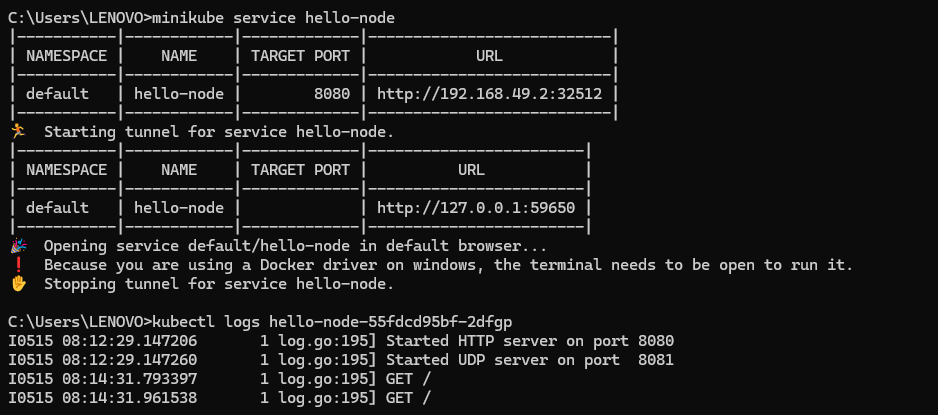 C:\Users\LENOVO>minikube service hello-node
|-----------|------------|-------------|---------------------------|
| NAMESPACE |    NAME    | TARGET PORT |            URL            |
|-----------|------------|-------------|---------------------------|
| default   | hello-node |        8080 | http://192.168.49.2:32512 |
|-----------|------------|-------------|---------------------------|
🏃  Starting tunnel for service hello-node.
|-----------|------------|-------------|------------------------|
| NAMESPACE |    NAME    | TARGET PORT |          URL           |
|-----------|------------|-------------|------------------------|
| default   | hello-node |             | http://127.0.0.1:59650 |
|-----------|------------|-------------|------------------------|
🎉  Opening service default/hello-node in default browser...
❗  Because you are using a Docker driver on windows, the terminal needs to be open to run it.
✋  Stopping tunnel for service hello-node.

C:\Users\LENOVO>kubectl logs hello-node-55fdcd95bf-2dfgp
I0515 08:12:29.147206       1 log.go:195] Started HTTP server on port 8080
I0515 08:12:29.147260       1 log.go:195] Started UDP server on port  8081
I0515 08:14:31.793397       1 log.go:195] GET /
I0515 08:14:31.961538       1 log.go:195] GET /